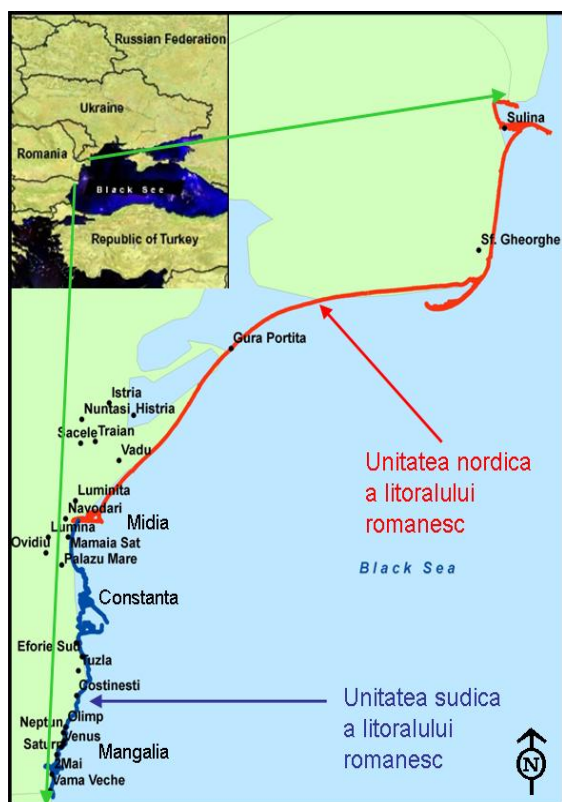 Russian Federation
Ukraine
Romania
Black See
Republic of Turkey
Sulina
Sf. Gheorghe
Gura Portita
Istria
Nuntasi
Histria
Sacele
Traian
Vadu
Unitatea nordica
a litoralului
romanesc
Luminita
Navodari
Midia
Lumina
Ovidiu
Mamaia Sat
Palazu Mare
Black Sea
Constanta
Eforie Sud
Tuzla
Costinesti
Unitatea sudica
a litoralului
romanesc
Olimp
Neptun
Venus
Saturn
Mangalia
2Mai
Vama Veche
N